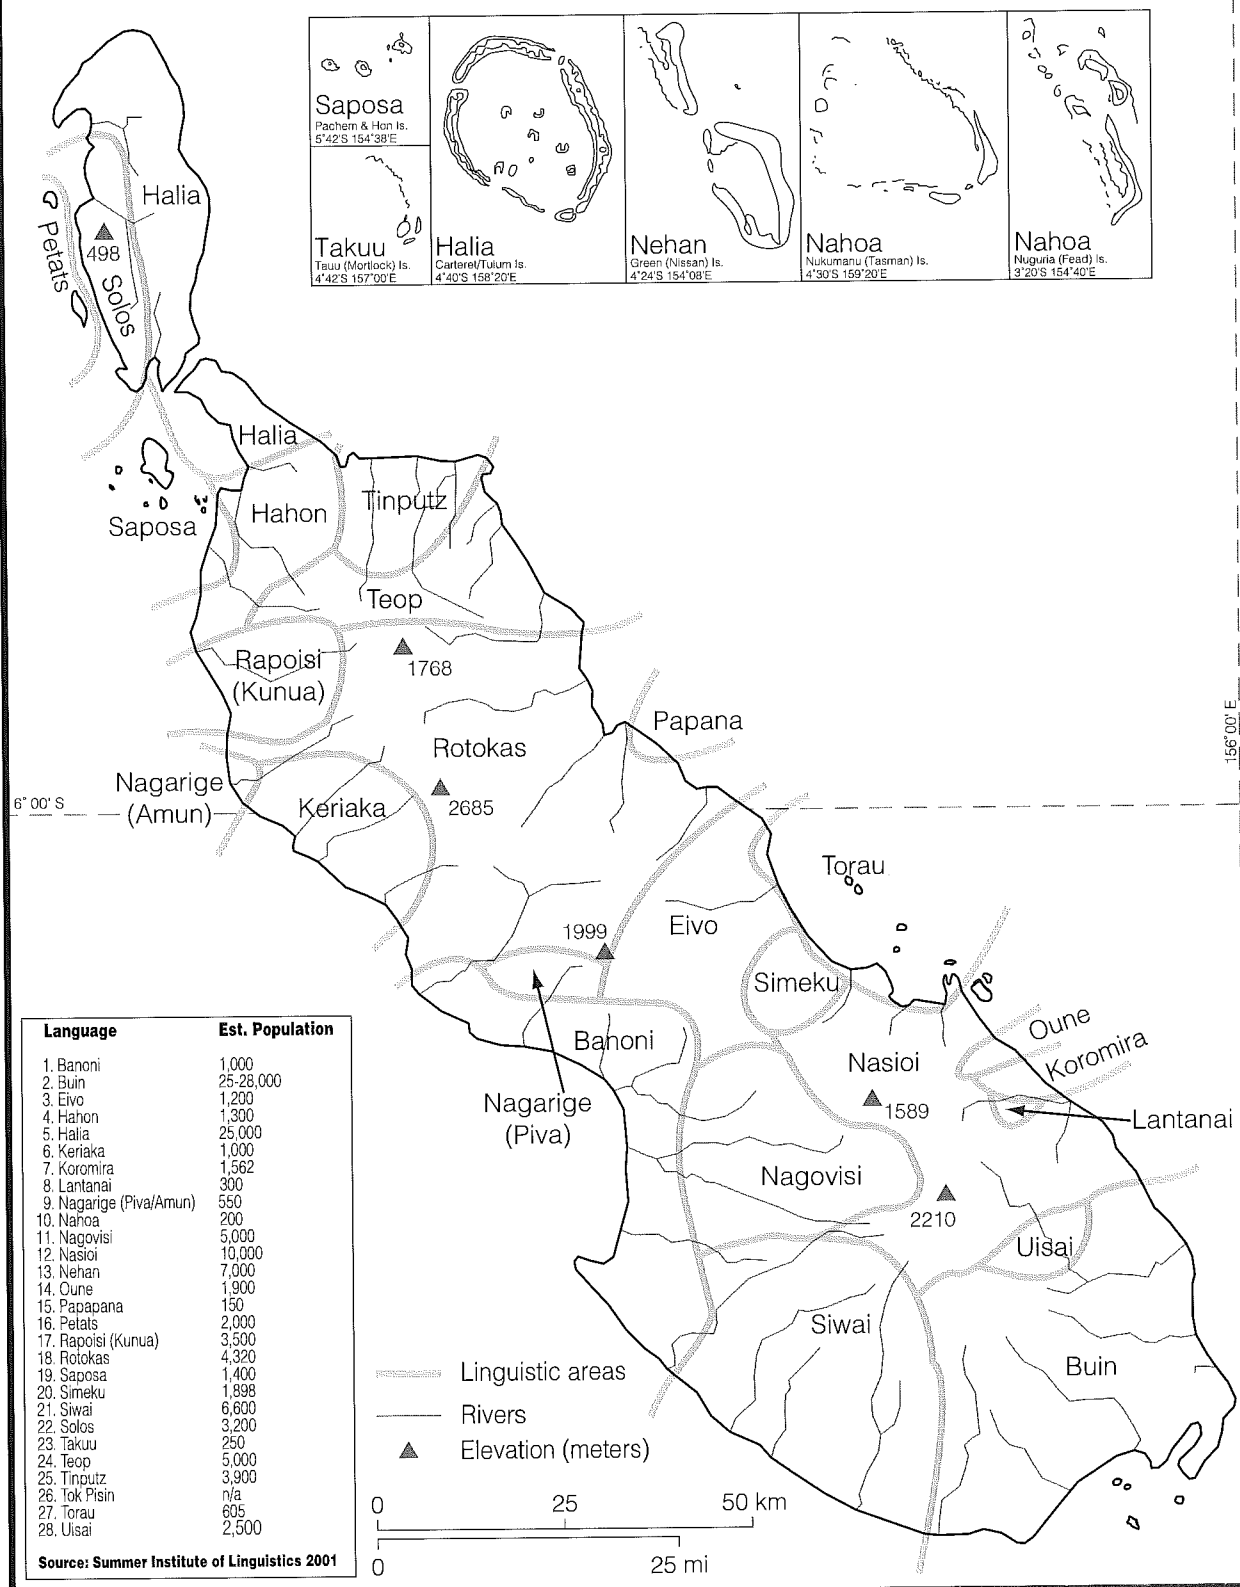 Saposa
Pachem & Hon Is.
5°42'S 154°38'E
Takuu
Tauu (Mortlock) Is.
4°42'S 157°00'E
Halia
Carteret/Tulum Is.
4°40'S 158°20'E
Nehan
Green (Nissan) Is.
4°24'S 154°08'E
Nahoa
Nukumanu (Tasman) Is.
4°30'S 159°20'E
Nahoa
Nuguria (Fead) Is.
3°20'S 154°40'E
Halia
Petats
498
Solos
Halia
Hahon
Tinputz
Saposa
Teop
Rapoisi
(Kunua)
1768
Papana
Rotokas
156°00' E
Nagarige
(Amun)
6° 00' S
Keriaka
2685
Torau
Eivo
1999
Simeku
Banoni
Oune
Koromira
Nasioi
1589
Nagarige
(Piva)
Lantanai
Nagovisi
2210
Uisai
Siwai
Buin
Language Est. Population
1. Banoni 1,000
2. Buin 25-28,000
3. Eivo 1,200
4. Hahon 1,300
5. Halia 25,000
6. Keriaka 1,000
7. Koromira 1,562
8. Lantanai 300
9. Nagarige (Piva/Amun) 550
10. Nahoa 200
11. Nagovisi 5,000
12. Nasioi 10,000
13. Nehan 7,000
14. Oune 1,900
15. Papapana 150
16. Petats 2,000
17. Rapoisi (Kunua) 3,500
18. Rotokas 4,320
19. Saposa 1,400
20. Simeku 1,898
21. Siwai 6,600
22. Solos 3,200
23. Takuu 250
24. Teop 5,000
25. Tinputz 3,900
26. Tok Pisin n/a
27. Torau 605
28. Uisai 2,500
Source: Summer Institute of Linguistics 2001
Linguistic areas
Rivers
Elevation (meters)
0 25 50 km
0 25 mi